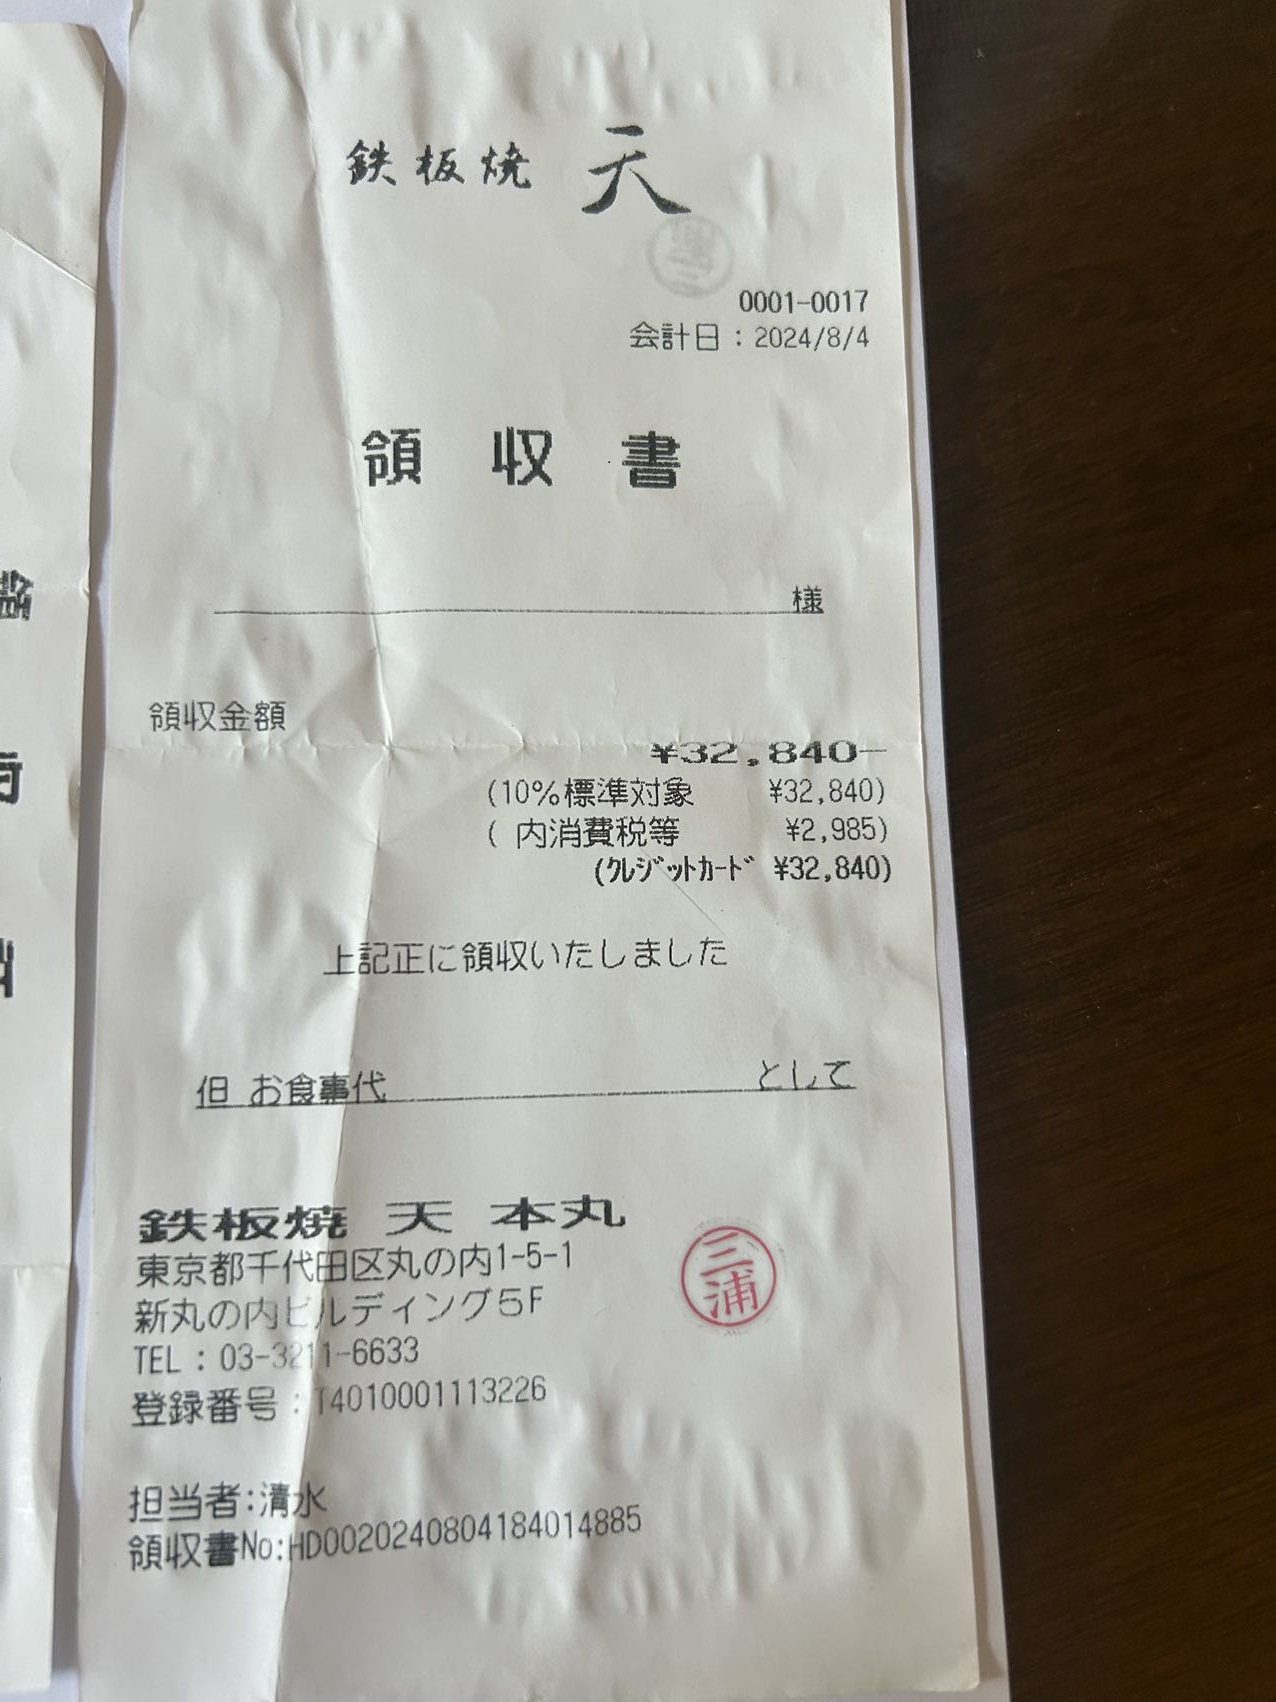 鉄板焼 天
0001-0017
会計日：2024/8/4
領収書
様
領収金額
¥32,840−
(10%標準対象 ¥32,840)
( 内消費税等 ¥2,985)
(ｸﾚｼﾞｯﾄｶｰﾄﾞ ¥32,840)
上記正に領収いたしました
但 お食事代 として
鉄板焼 天 本丸
東京都千代田区丸の内1-5-1
新丸の内ビルディング5F
TEL：03-3211-6633
登録番号：T4010001113226
三浦
担当者:清水
領収書No:HD0020240804184014885